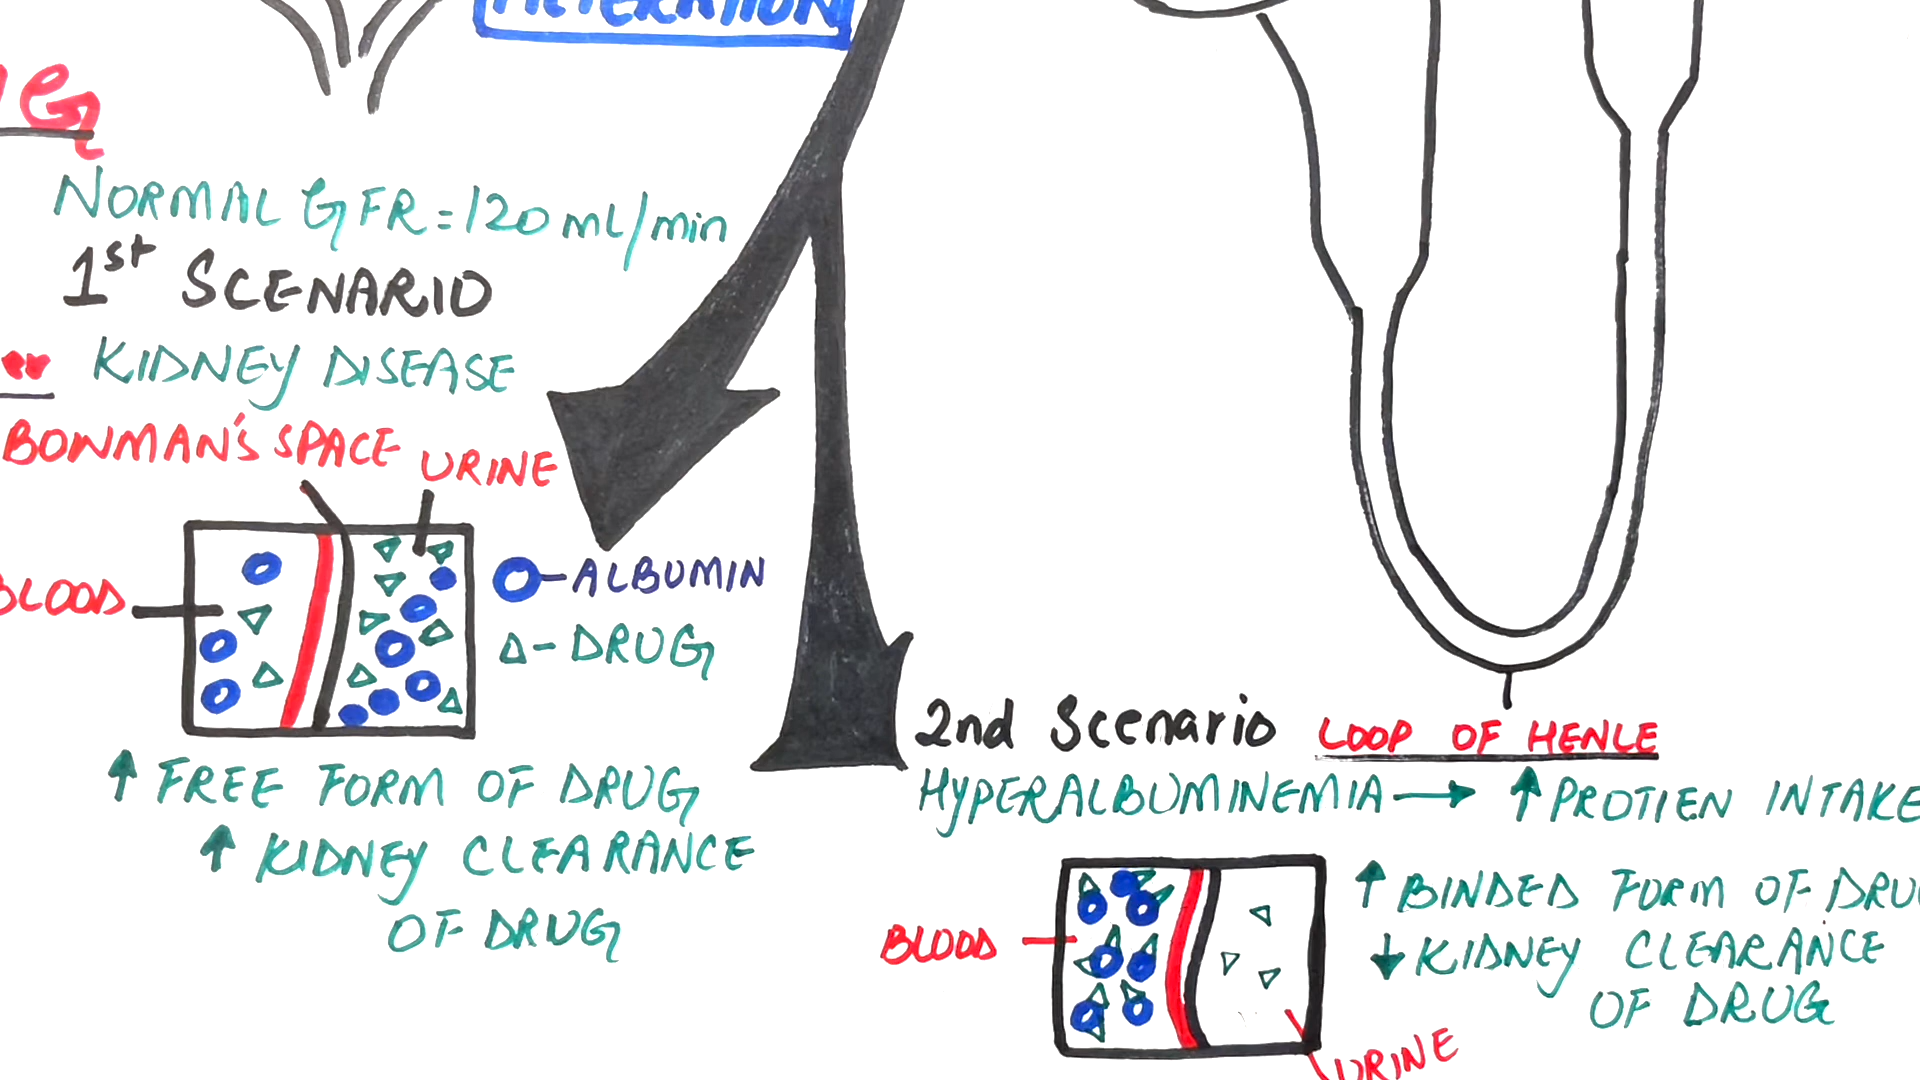 FILTERATION
NORMAL GFR = 120 ml/min
1st SCENARIO
KIDNEY DISEASE
BOWMAN'S SPACE
URINE
BLOOD
ALBUMIN
- DRUG
↑ FREE FORM OF DRUG
↑ KIDNEY CLEARANCE
OF DRUG
2nd Scenario
LOOP OF HENLE
HYPERALBUMINEMIA → ↑ PROTIEN INTAKE
BLOOD
↑ BINDED FORM OF DRU
↓ KIDNEY CLEARANCE
OF DRUG
URINE